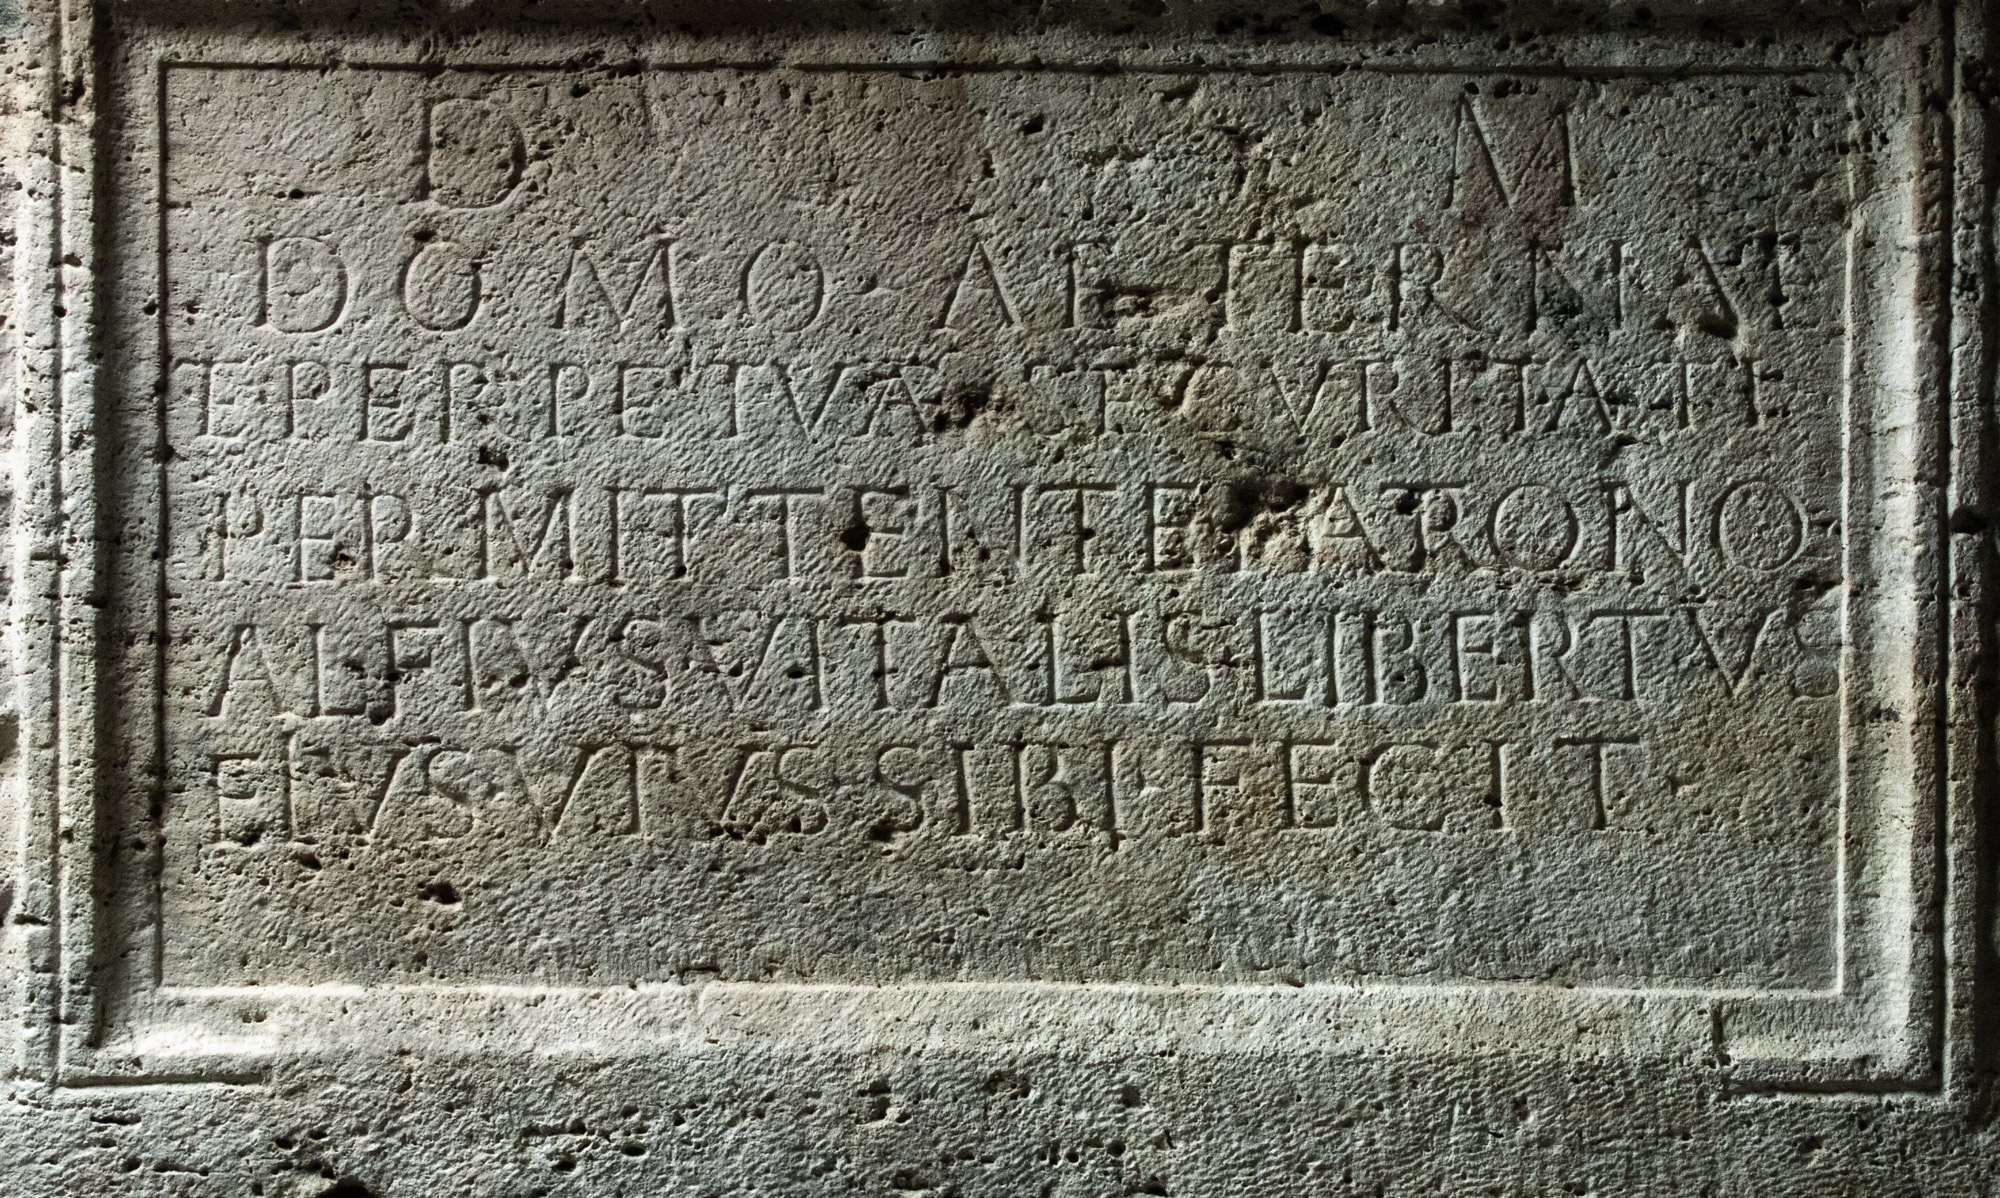 D M
DOMO · AETERNAE
ET PERPETVAE SECVRITATI
PERMITTENTE PATRONO
ALFIVS VITALIS LIBERTVS
EIVS VIVS SIBI FECIT ·